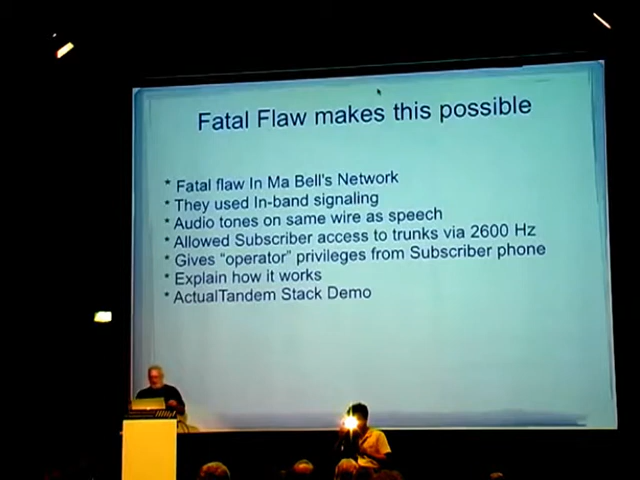 Fatal Flaw makes this possible
* Fatal flaw In Ma Bell's Network
* They used In-band signaling
* Audio tones on same wire as speech
* Allowed Subscriber access to trunks via 2600 Hz
* Gives "operator" privileges from Subscriber phone
* Explain how it works
* ActualTandem Stack Demo